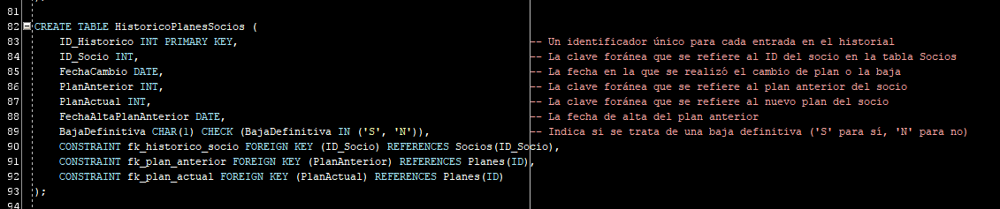 81
82 CREATE TABLE HistoricoPlanesSocios (
83 ID_Historico INT PRIMARY KEY, -- Un identificador único para cada entrada en el historial
84 ID_Socio INT, -- La clave foránea que se refiere al ID del socio en la tabla Socios
85 FechaCambio DATE, -- La fecha en la que se realizó el cambio de plan o la baja
86 PlanAnterior INT, -- La clave foránea que se refiere al plan anterior del socio
87 PlanActual INT, -- La clave foránea que se refiere al nuevo plan del socio
88 FechaAltaPlanAnterior DATE, -- La fecha de alta del plan anterior
89 BajaDefinitiva CHAR(1) CHECK (BajaDefinitiva IN ('S', 'N')), -- Indica si se trata de una baja definitiva ('S' para sí, 'N' para no)
90 CONSTRAINT fk_historico_socio FOREIGN KEY (ID_Socio) REFERENCES Socios(ID_Socio),
91 CONSTRAINT fk_plan_anterior FOREIGN KEY (PlanAnterior) REFERENCES Planes(ID),
92 CONSTRAINT fk_plan_actual FOREIGN KEY (PlanActual) REFERENCES Planes(ID)
93 );
94